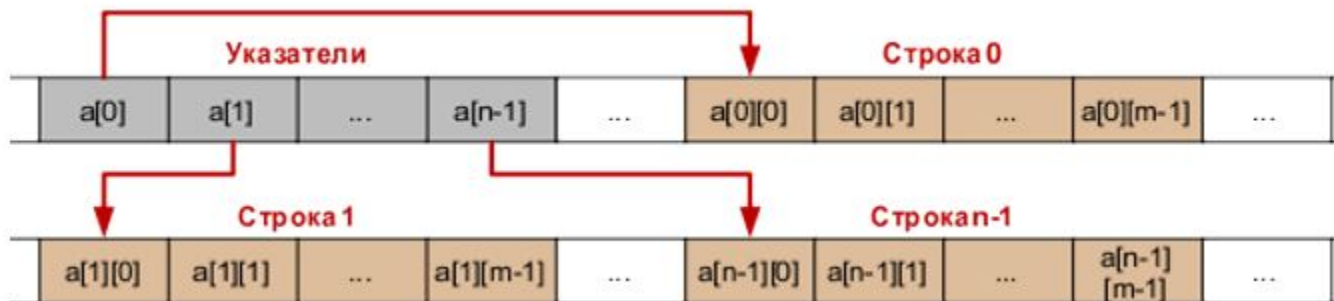 Указатели Строка 0
a[0] a[1] ... a[n-1] ... a[0][0] a[0][1] ... a[0][m-1] ...
Строка 1 Строка n-1
a[1][0] a[1][1] ... a[1][m-1] ... a[n-1][0] a[n-1][1] ... a[n-1] ...
[m-1]